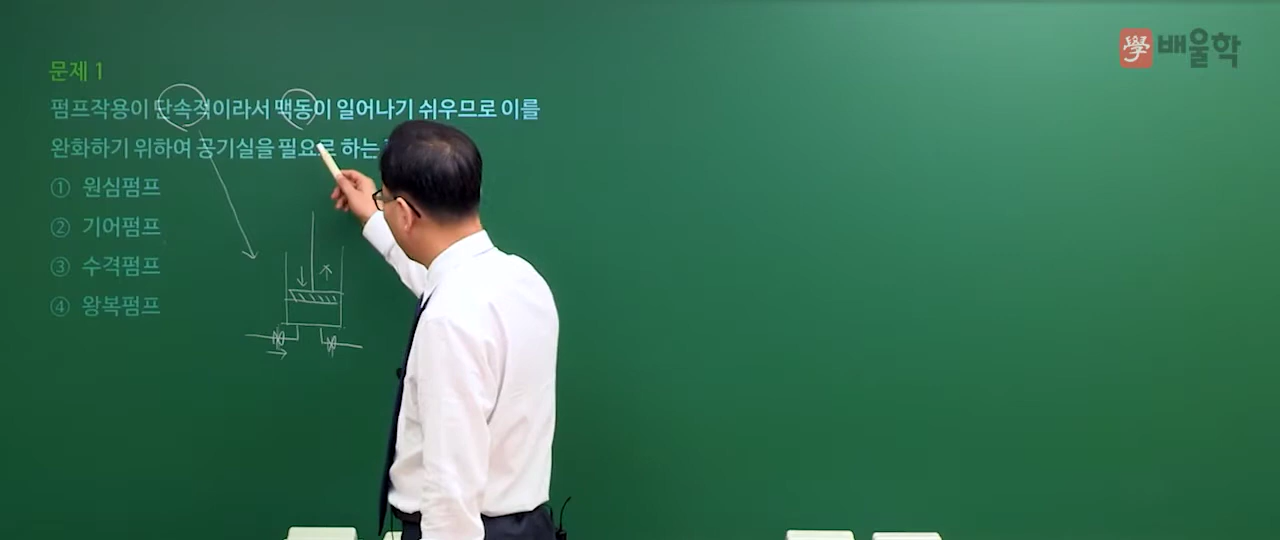 學 배울학
문제 1
펌프작용이 단속적이라서 맥동이 일어나기 쉬우므로 이를
완화하기 위하여 공기실을 필요로 하는
① 원심펌프
② 기어펌프
③ 수격펌프
④ 왕복펌프